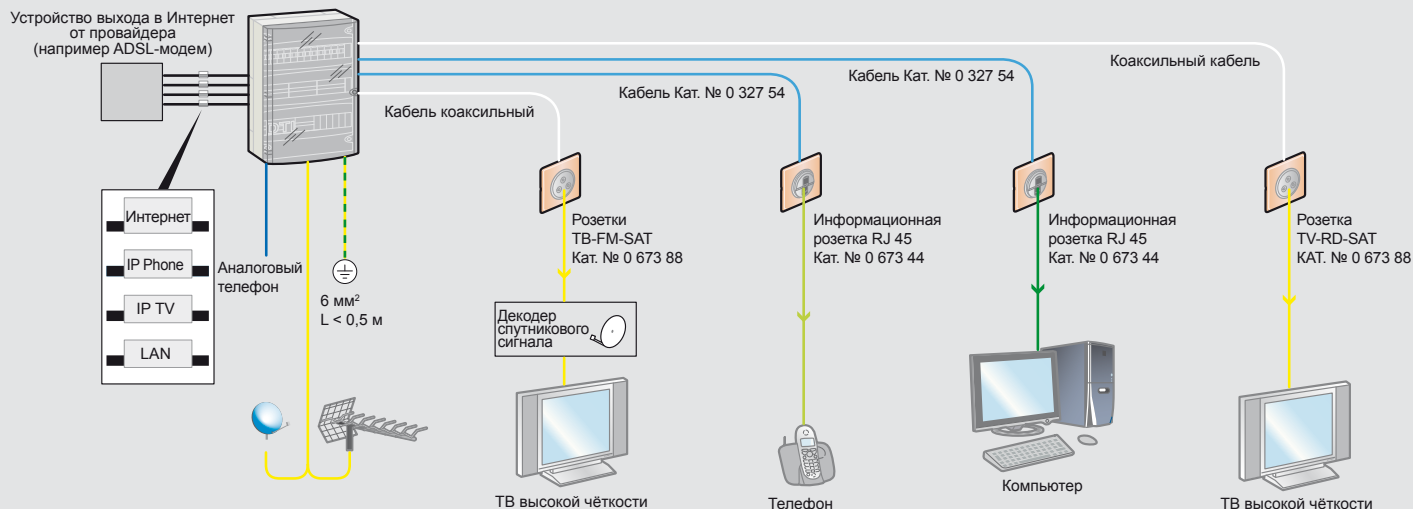 Устройство выхода в Интернет
от провайдера
(например ADSL-модем)
Коаксильный кабель
Кабель Кат. № 0 327 54
Кабель Кат. № 0 327 54
Кабель коаксильный
Интернет
IP Phone
IP TV
LAN
Аналоговый
телефон
6 мм²
L < 0,5 м
Розетки
ТВ-FM-SAT
Кат. № 0 673 88
Информационная
розетка RJ 45
Кат. № 0 673 44
Информационная
розетка RJ 45
Кат. № 0 673 44
Розетка
TV-RD-SAT
КАТ. № 0 673 88
Декодер
спутникового
сигнала
ТВ высокой чёткости
Телефон
Компьютер
ТВ высокой чёткости